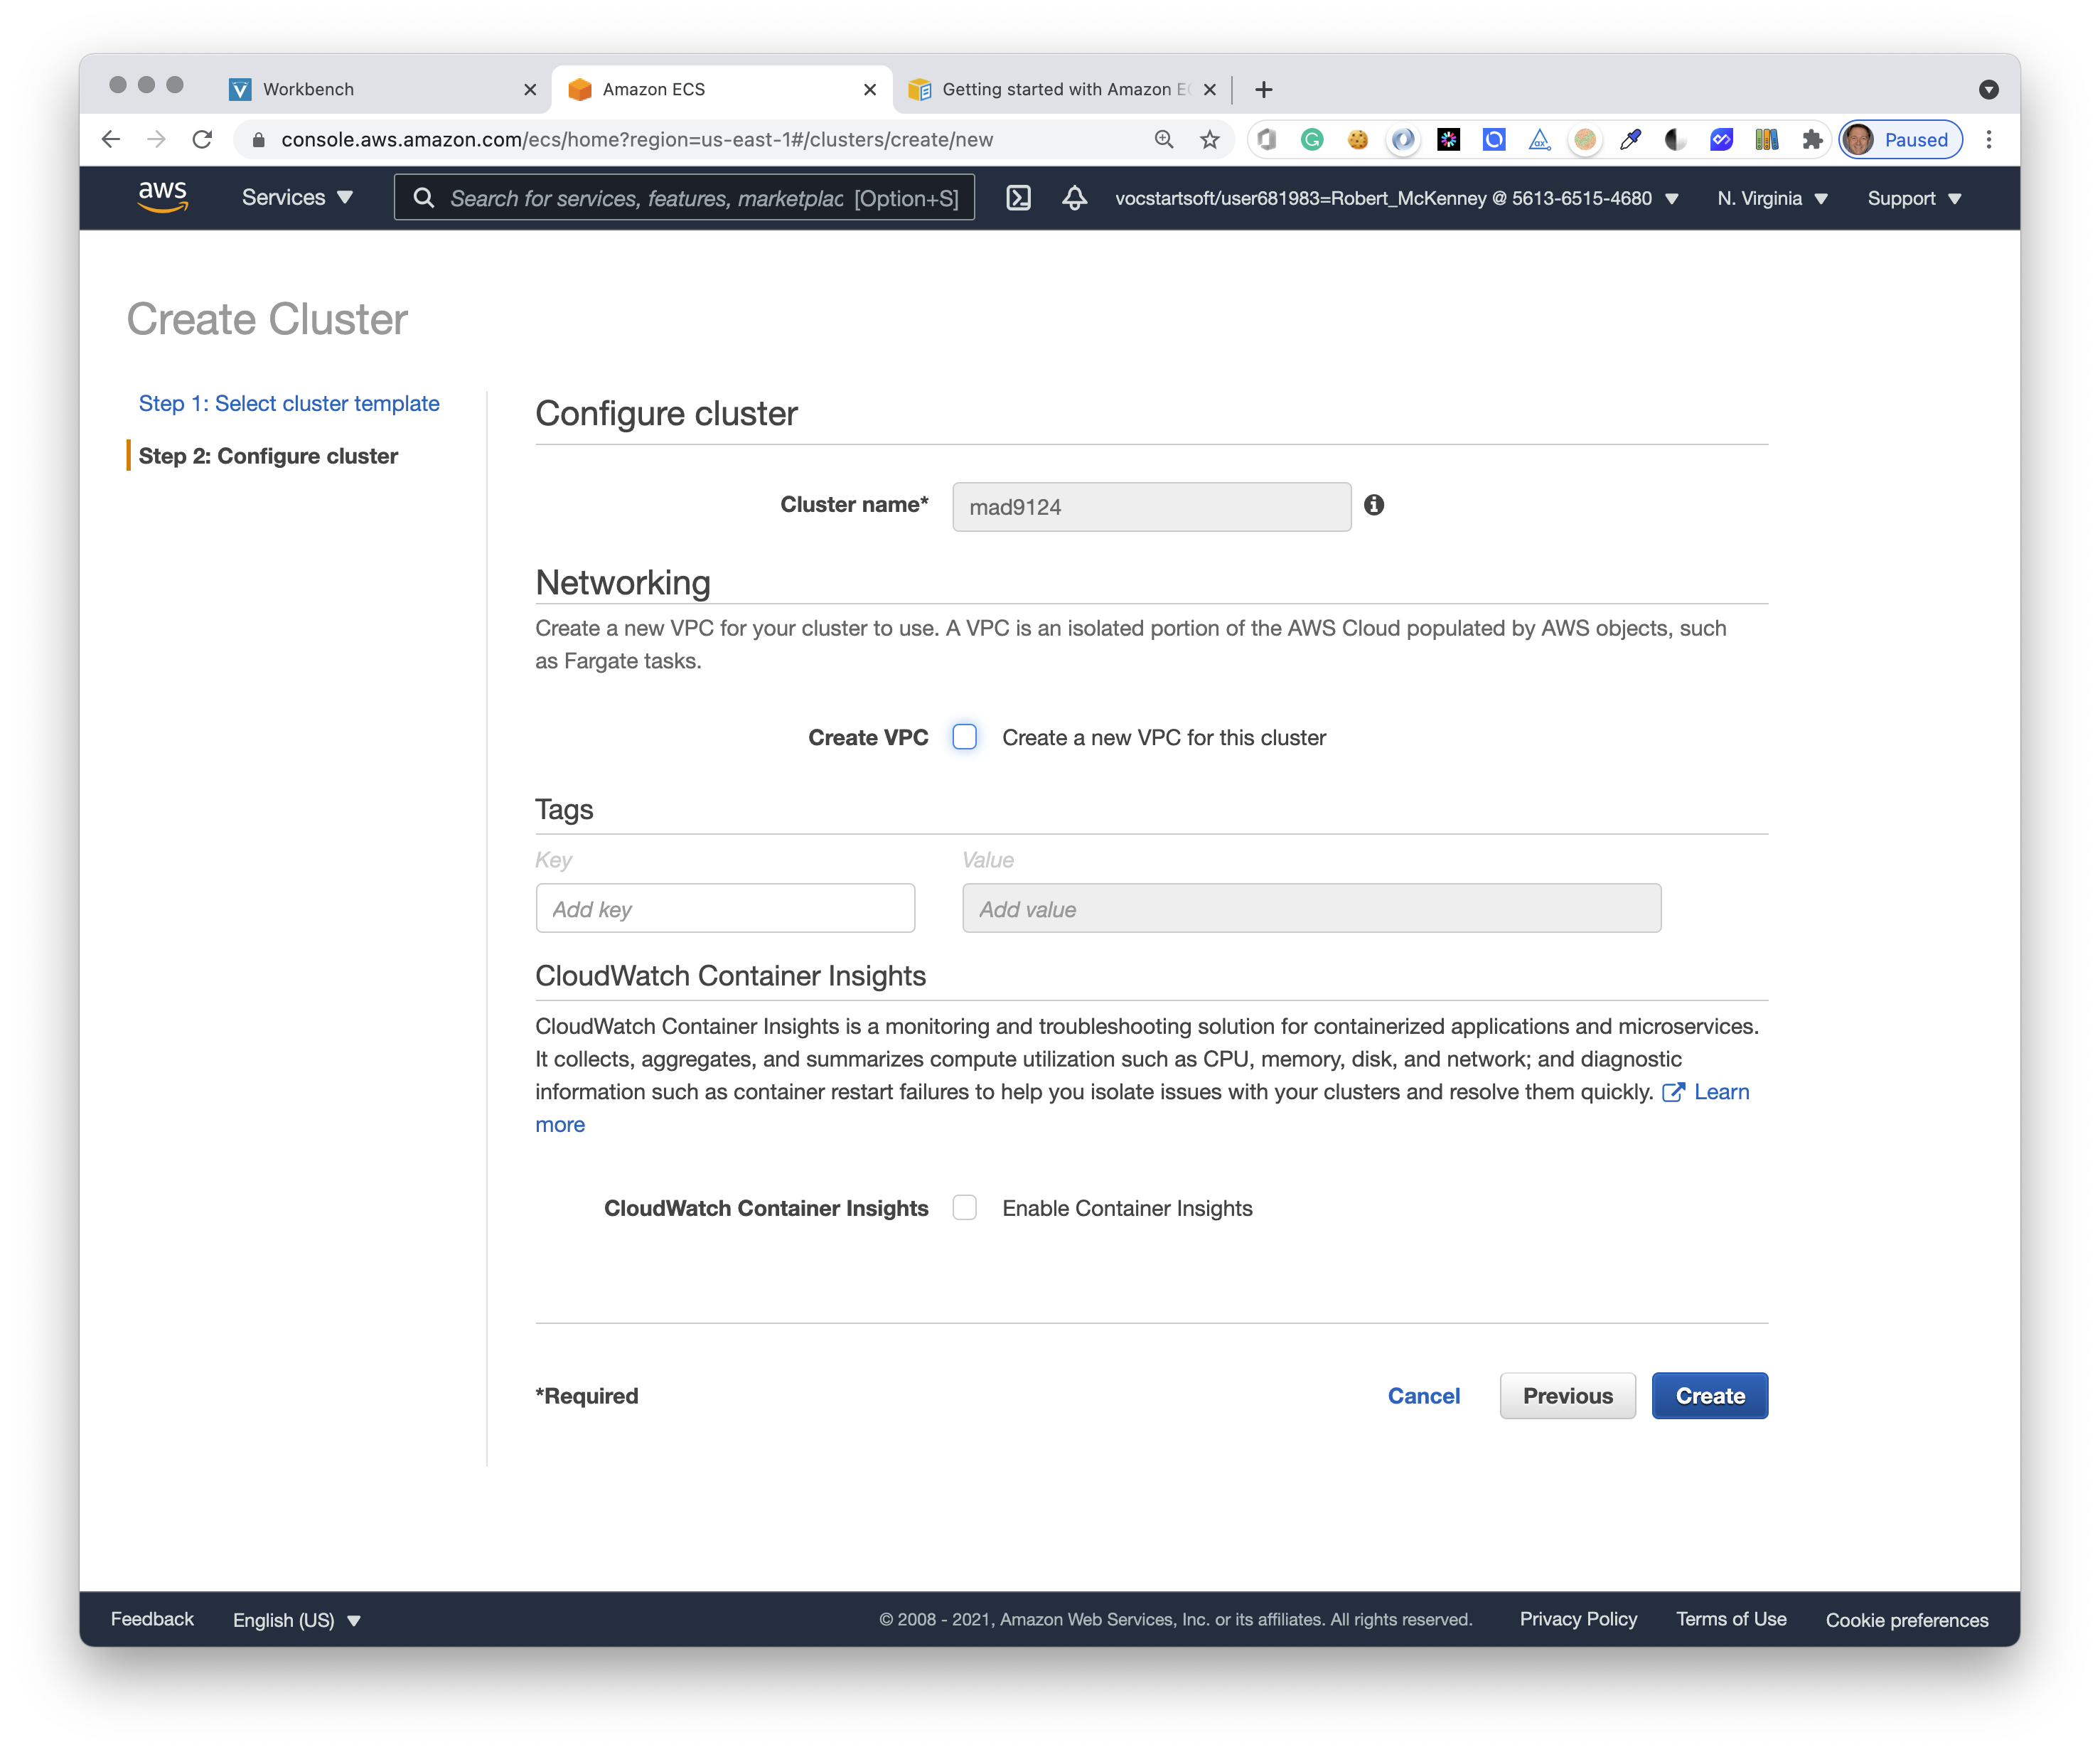 Workbench
Amazon ECS
Getting started with Amazon EC
console.aws.amazon.com/ecs/home?region=us-east-1#/clusters/create/new
Paused
aws
Services
Search for services, features, marketplac [Option+S]
vocstartsoft/user681983=Robert_McKenney @ 5613-6515-4680
N. Virginia
Support
Create Cluster
Step 1: Select cluster template
Step 2: Configure cluster
Configure cluster
Cluster name*
mad9124
Networking
Create a new VPC for your cluster to use. A VPC is an isolated portion of the AWS Cloud populated by AWS objects, such
as Fargate tasks.
Create VPC
Create a new VPC for this cluster
Tags
Key
Value
Add key
Add value
CloudWatch Container Insights
CloudWatch Container Insights is a monitoring and troubleshooting solution for containerized applications and microservices.
It collects, aggregates, and summarizes compute utilization such as CPU, memory, disk, and network; and diagnostic
information such as container restart failures to help you isolate issues with your clusters and resolve them quickly. Learn
more
CloudWatch Container Insights
Enable Container Insights
*Required
Cancel
Previous
Create
Feedback
English (US)
© 2008 - 2021, Amazon Web Services, Inc. or its affiliates. All rights reserved.
Privacy Policy
Terms of Use
Cookie preferences